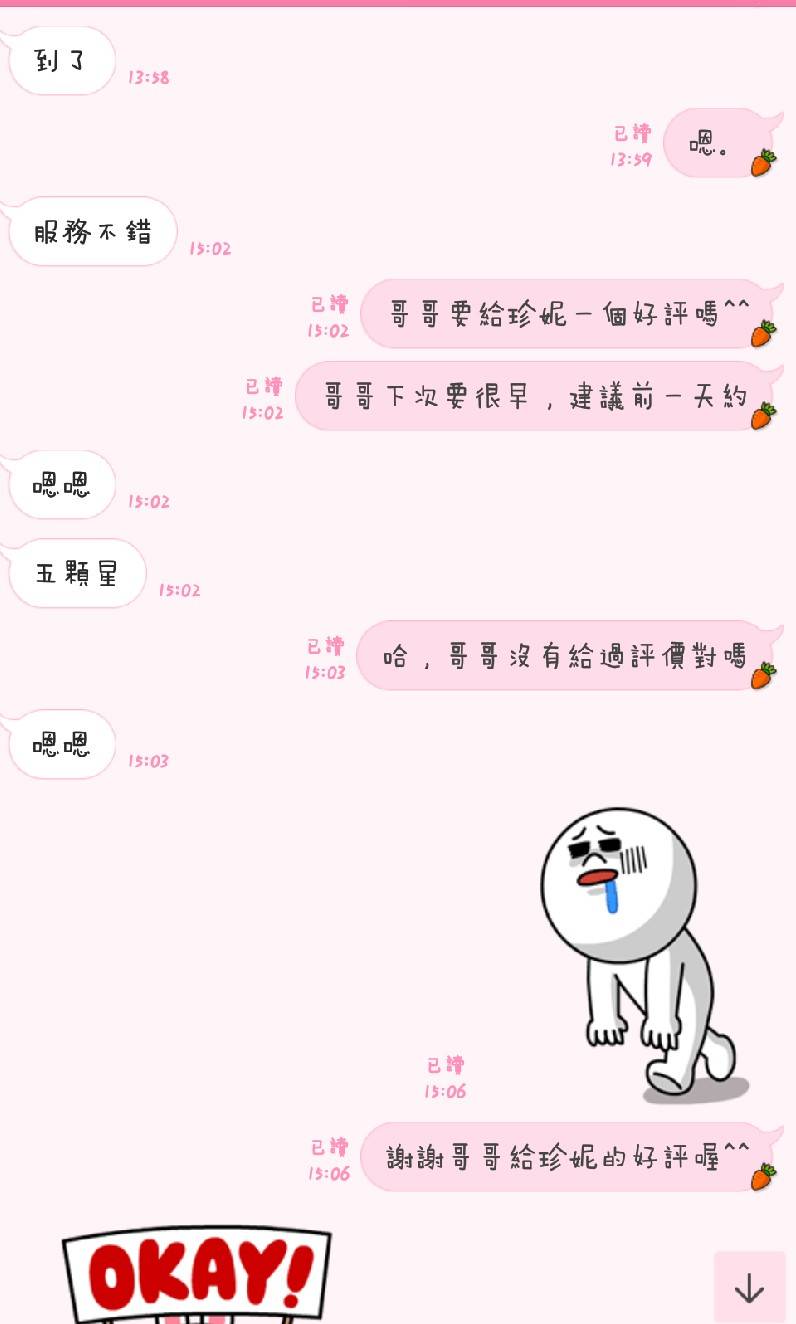 到了
13:58
已讀
13:59
嗯。
服務不錯
15:02
已讀
15:02
哥哥要給珍妮一個好評嗎^^
已讀
15:02
哥哥下次要很早，建議前一天約
嗯嗯
15:02
五顆星
15:02
已讀
15:03
哈，哥哥沒有給過評價對嗎
嗯嗯
15:03
已讀
15:06
已讀
15:06
謝謝哥哥給珍妮的好評喔^^
OKAY!